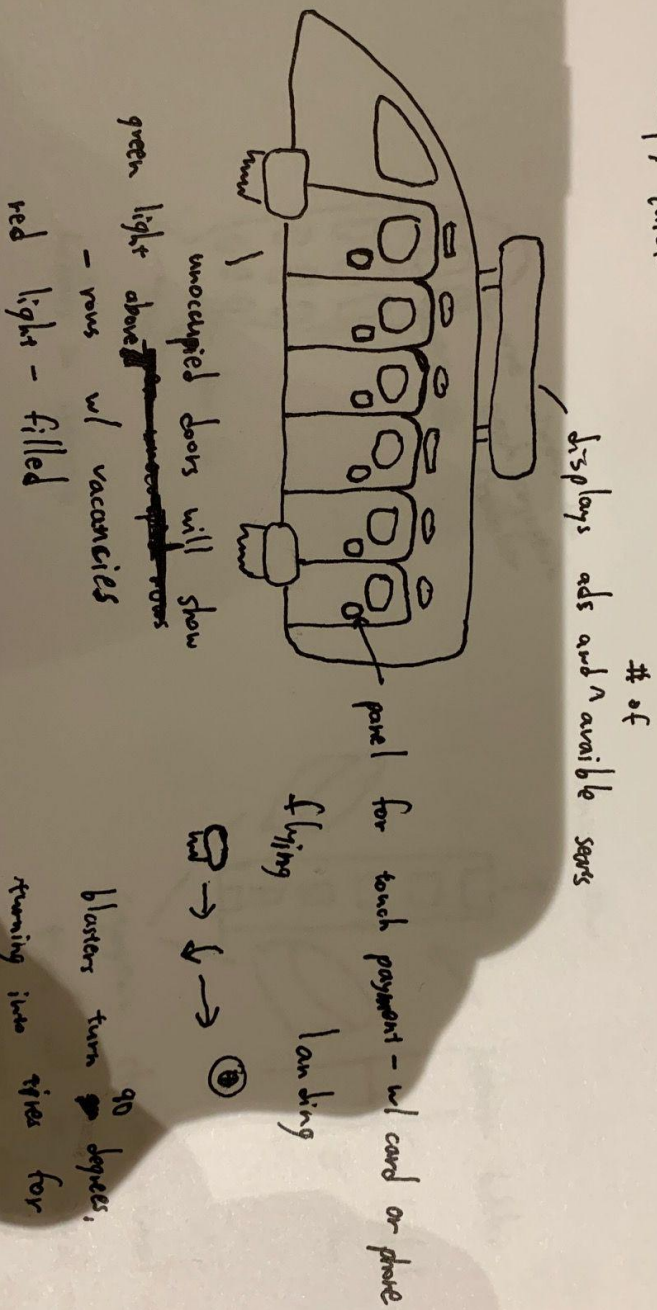 # of
displays ads and ^ avaible sears
panel for touch payment - w/ card or phone
flying landing
unoccupied doors will show
green light above
- rows w/ vacancies
red light - filled
blasters turn 90 degrees,
turning into tires for